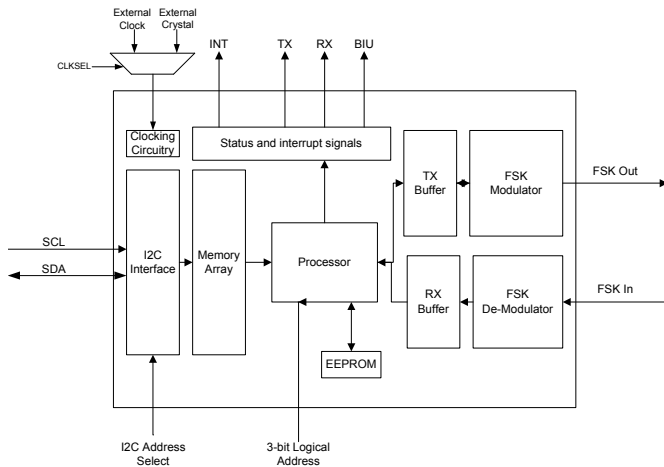 External
Clock
External
Crystal
CLKSEL
INT
TX
RX
BIU
Clocking
Circuitry
Status and interrupt signals
TX
Buffer
FSK
Modulator
FSK Out
SCL
SDA
I2C
Interface
Memory
Array
Processor
RX
Buffer
FSK
De-Modulator
FSK In
EEPROM
I2C Address
Select
3-bit Logical
Address